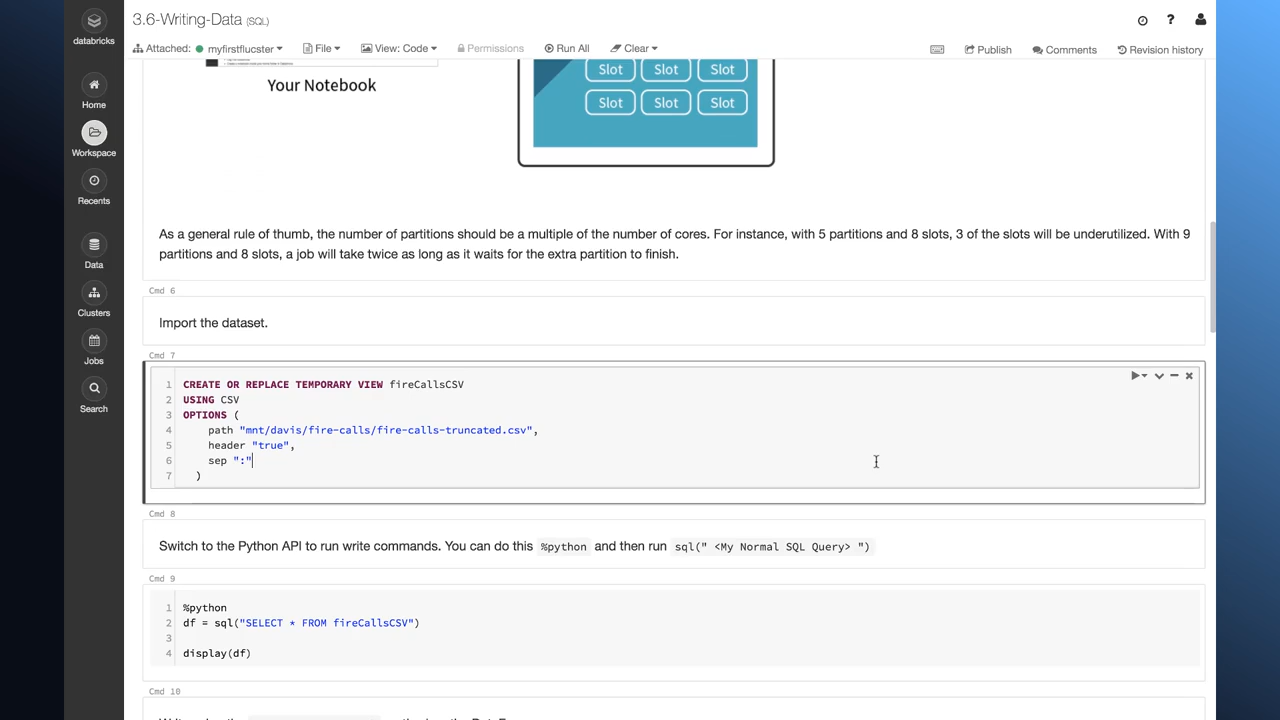 databricks
Home
Workspace
Recents
Data
Clusters
Jobs
Search
3.6-Writing-Data (SQL)
Attached: myfirstflucster File View: Code Permissions Run All Clear Publish Comments Revision history
Your Notebook
Slot Slot Slot
Slot Slot Slot
As a general rule of thumb, the number of partitions should be a multiple of the number of cores. For instance, with 5 partitions and 8 slots, 3 of the slots will be underutilized. With 9
partitions and 8 slots, a job will take twice as long as it waits for the extra partition to finish.
Cmd 6
Import the dataset.
Cmd 7
1 CREATE OR REPLACE TEMPORARY VIEW fireCallsCSV
2 USING CSV
3 OPTIONS (
4 path "mnt/davis/fire-calls/fire-calls-truncated.csv",
5 header "true",
6 sep ":"
7 )
Cmd 8
Switch to the Python API to run write commands. You can do this %python and then run sql(" <My Normal SQL Query> ")
Cmd 9
1 %python
2 df = sql("SELECT * FROM fireCallsCSV")
3
4 display(df)
Cmd 10